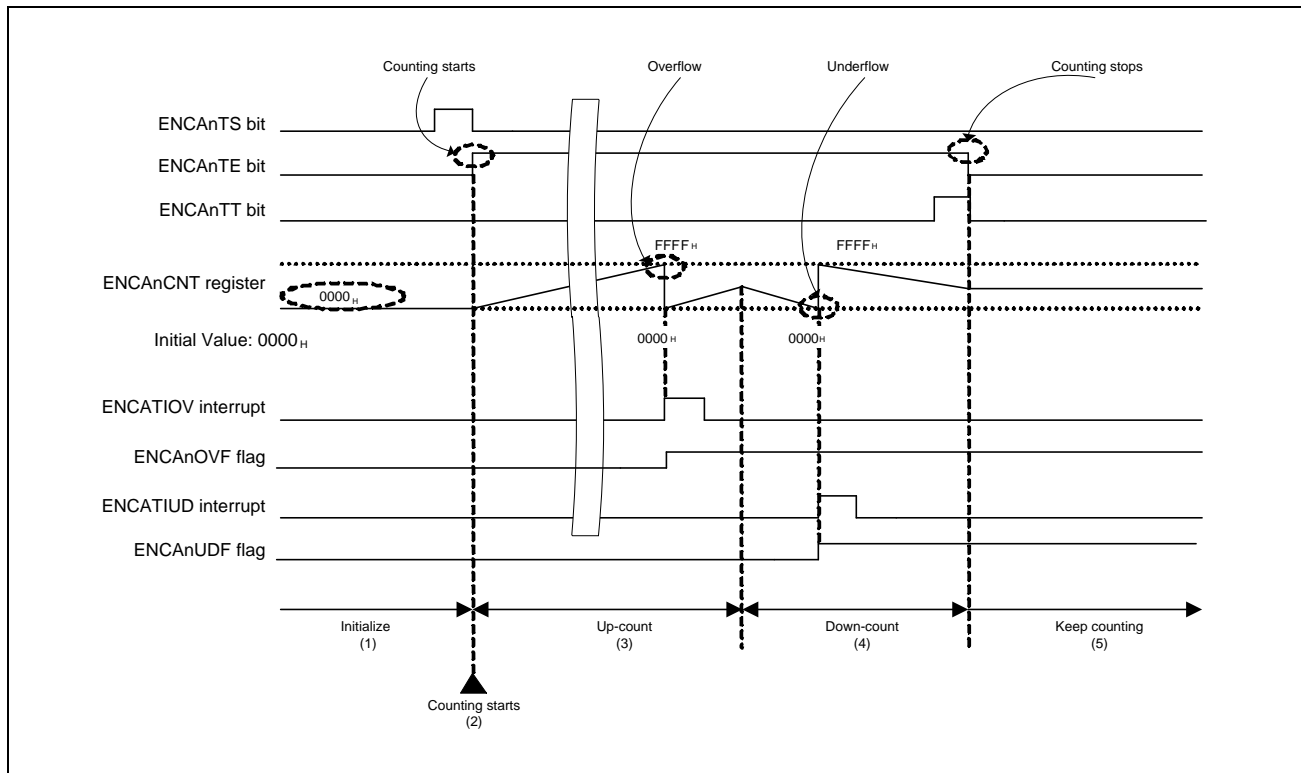 Counting starts
Overflow
Underflow
Counting stops
ENCAnTS bit
ENCAnTE bit
ENCAnTT bit
FFFFH
FFFFH
ENCAnCNT register
0000H
Initial Value: 0000H
0000H
0000H
ENCATIOV interrupt
ENCAnOVF flag
ENCATIUD interrupt
ENCAnUDF flag
Initialize
(1)
Up-count
(3)
Down-count
(4)
Keep counting
(5)
Counting starts
(2)